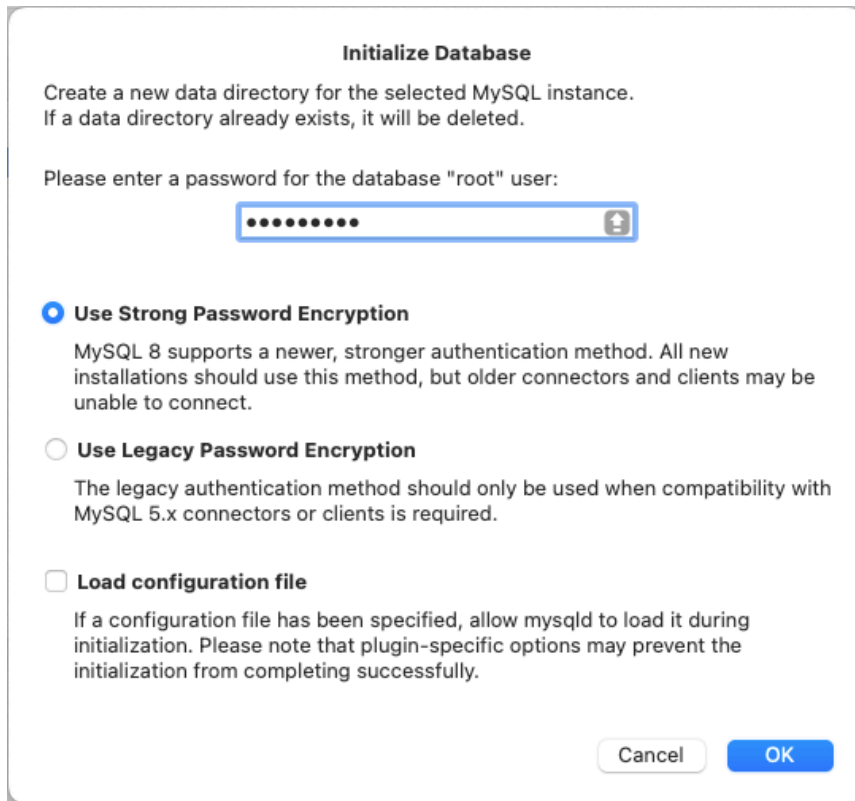 Initialize Database
Create a new data directory for the selected MySQL instance.
If a data directory already exists, it will be deleted.
Please enter a password for the database "root" user:
•••••••••
Use Strong Password Encryption
MySQL 8 supports a newer, stronger authentication method. All new
installations should use this method, but older connectors and clients may be
unable to connect.
Use Legacy Password Encryption
The legacy authentication method should only be used when compatibility with
MySQL 5.x connectors or clients is required.
Load configuration file
If a configuration file has been specified, allow mysqld to load it during
initialization. Please note that plugin-specific options may prevent the
initialization from completing successfully.
Cancel OK